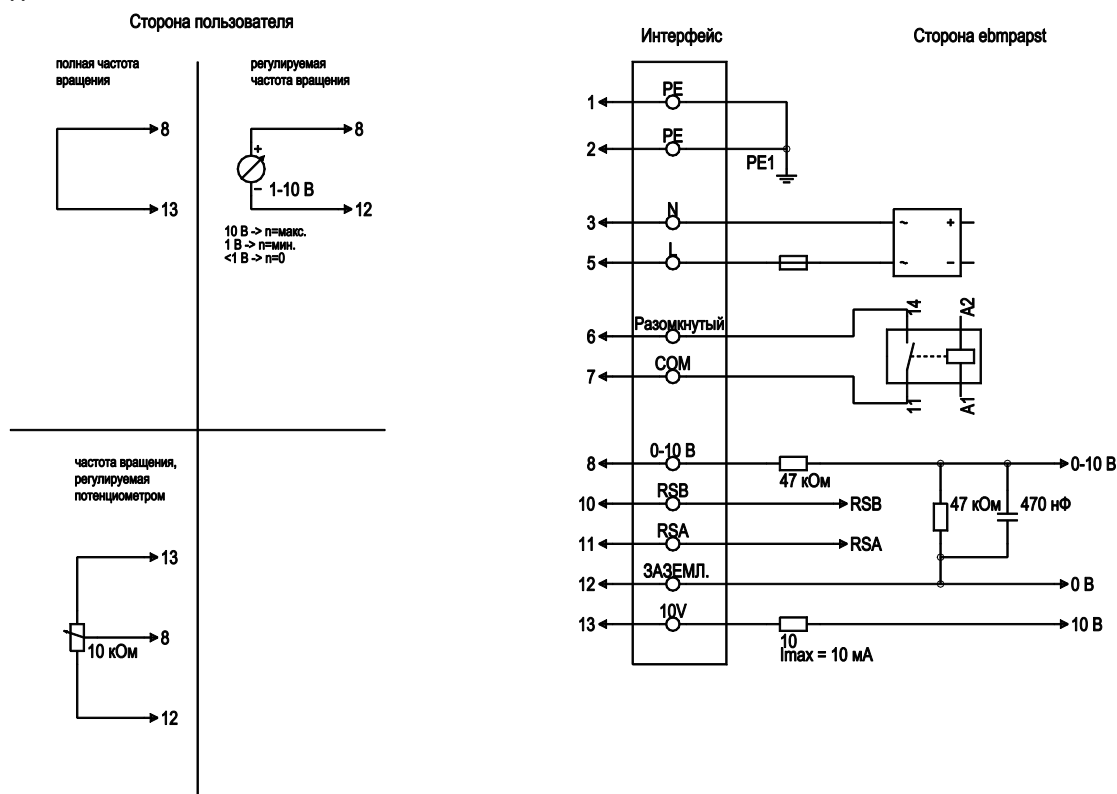 Сторона пользователя
полная частота
вращения
8
13
регулируемая
частота вращения
8
+
–
1-10 В
12
10 В -> n=макс.
1 В -> n=мин.
<1 В -> n=0
частота вращения,
регулируемая
потенциометром
13
8
10 кОм
12
Интерфейс
Сторона ebmpapst
1
PE
2
PE
PE1
3
N
~
+
5
L
~
–
6
Разомкнутый
14
A2
7
COM
11
A1
8
0-10 В
47 кОм
0-10 В
10
RSB
RSB
47 кОм
470 нФ
11
RSA
RSA
12
ЗАЗЕМЛ.
0 В
13
10V
10
Imax = 10 мА
10 В